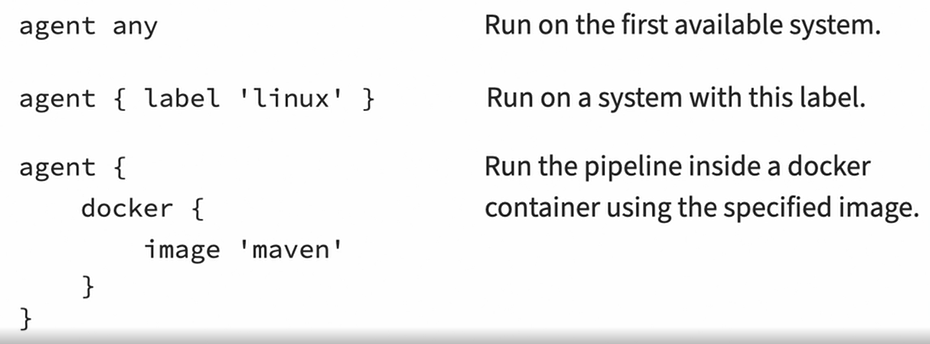 agent any    Run on the first available system.
agent { label 'linux' }    Run on a system with this label.
agent {    Run the pipeline inside a docker
    docker {    container using the specified image.
        image 'maven'
    }
}